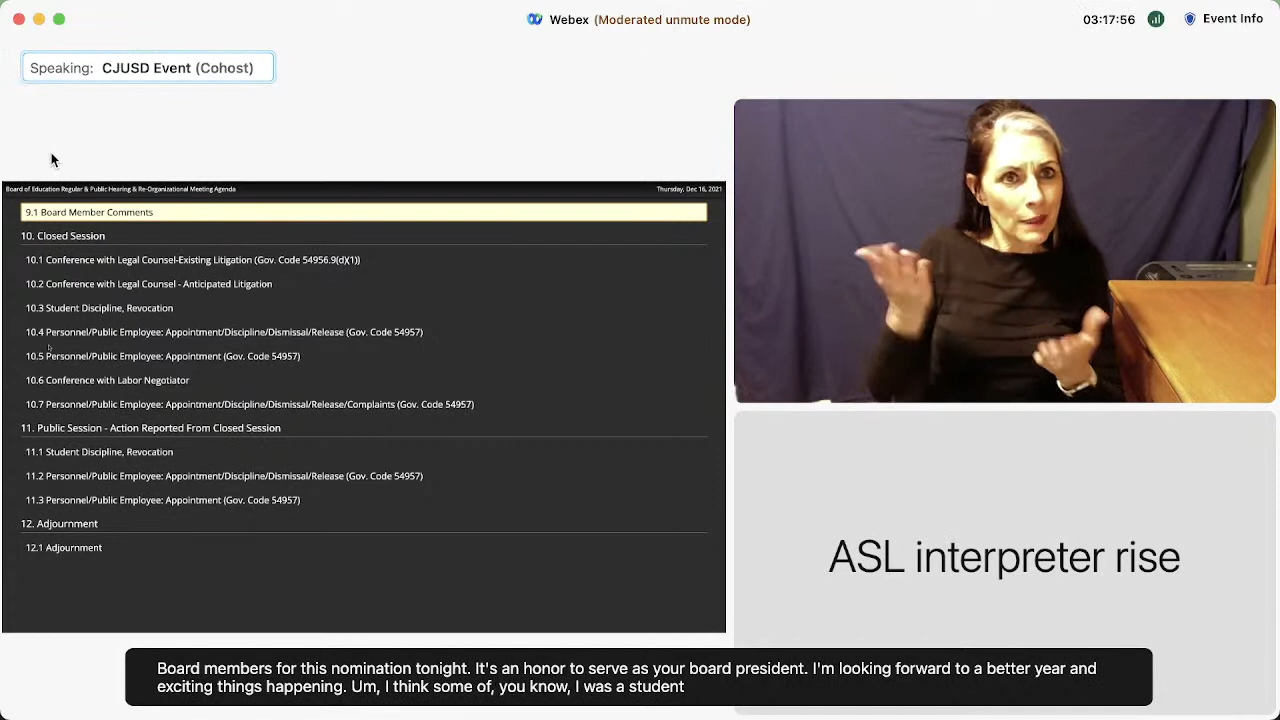 Webex (Moderated unmute mode)
03:17:56
Event Info
Speaking: CJUSD Event (Cohost)
Board of Education Regular & Public Hearing & Re-Organizational Meeting Agenda
Thursday, Dec 16, 2021
9.1 Board Member Comments
10. Closed Session
10.1 Conference with Legal Counsel-Existing Litigation (Gov. Code 54956.9(d)(1))
10.2 Conference with Legal Counsel - Anticipated Litigation
10.3 Student Discipline, Revocation
10.4 Personnel/Public Employee: Appointment/Discipline/Dismissal/Release (Gov. Code 54957)
10.5 Personnel/Public Employee: Appointment (Gov. Code 54957)
10.6 Conference with Labor Negotiator
10.7 Personnel/Public Employee: Appointment/Discipline/Dismissal/Release/Complaints (Gov. Code 54957)
11. Public Session - Action Reported From Closed Session
11.1 Student Discipline, Revocation
11.2 Personnel/Public Employee: Appointment/Discipline/Dismissal/Release (Gov. Code 54957)
11.3 Personnel/Public Employee: Appointment (Gov. Code 54957)
12. Adjournment
12.1 Adjournment
ASL interpreter rise
Board members for this nomination tonight. It's an honor to serve as your board president. I'm looking forward to a better year and
exciting things happening. Um, I think some of, you know, I was a student